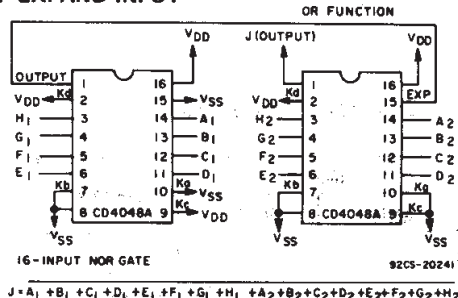 EXPAND INPUT
OR FUNCTION
VDD J(OUTPUT) VDD
OUTPUT 1 16 1 16
VDD Kd 2 15 VSS VDD Kd 2 15 EXP
H1 3 14 A1 H2 3 14 A2
G1 4 13 B1 G2 4 13 B2
F1 5 12 C1 F2 5 12 C2
E1 6 11 D1 E2 6 11 D2
Kb 7 10 Ka VSS Kb 7 10 Ka
8 CD4048A 9 Kc VDD 8 CD4048A 9 Kc
VSS VSS VSS
16-INPUT NOR GATE 92CS-20241
J=A1+B1+C1+D1+E1+F1+G1+H1+A2+B2+C2+D2+E2+F2+G2+H2